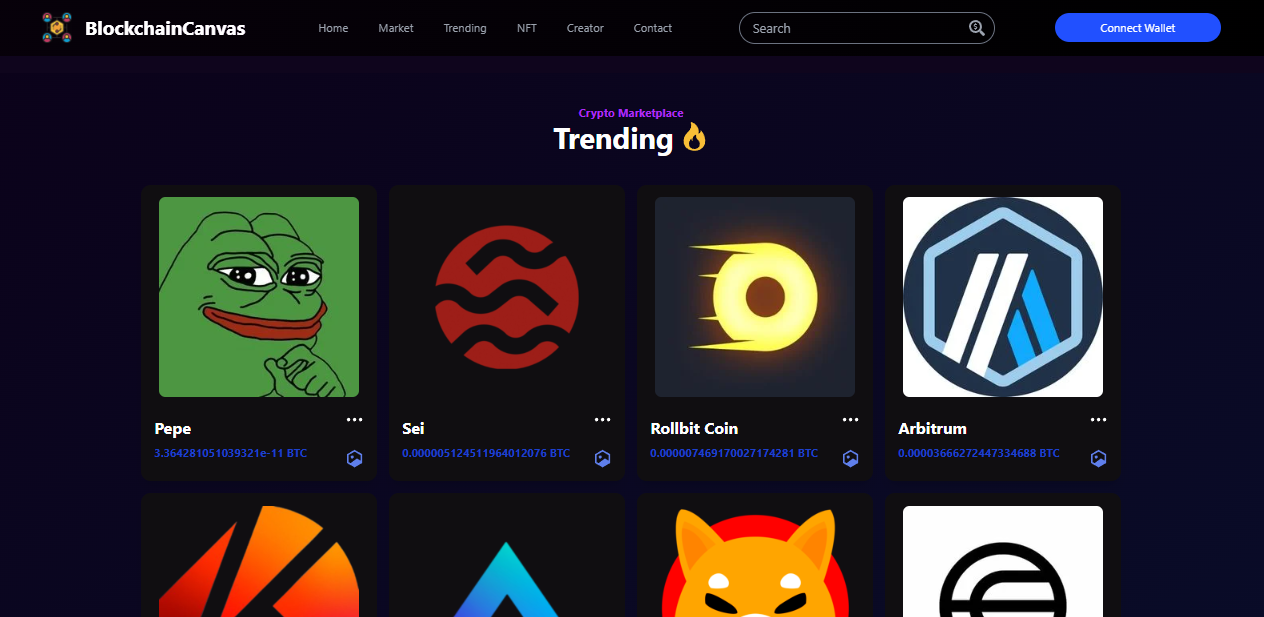 BlockchainCanvas Home Market Trending NFT Creator Contact Search Connect Wallet
Crypto Marketplace
Trending
Pepe Sei Rollbit Coin Arbitrum
3.364281051039321e-11 BTC 0.000005124511964012076 BTC 0.000007469170027174281 BTC 0.00003666272447334688 BTC